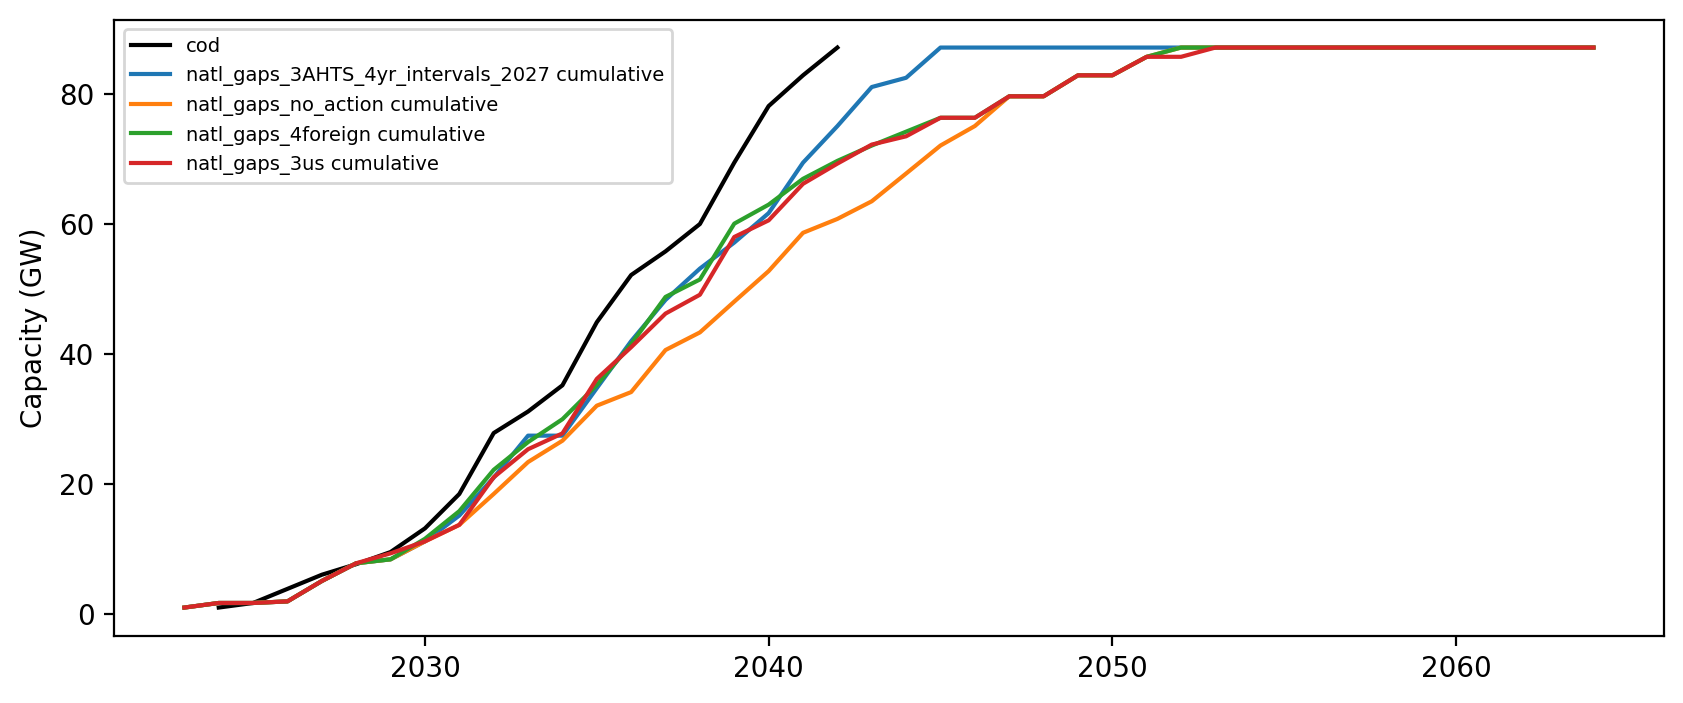 cod
natl_gaps_3AHTS_4yr_intervals_2027 cumulative
natl_gaps_no_action cumulative
natl_gaps_4foreign cumulative
natl_gaps_3us cumulative
Capacity (GW)
80
60
40
20
0
2030 2040 2050 2060